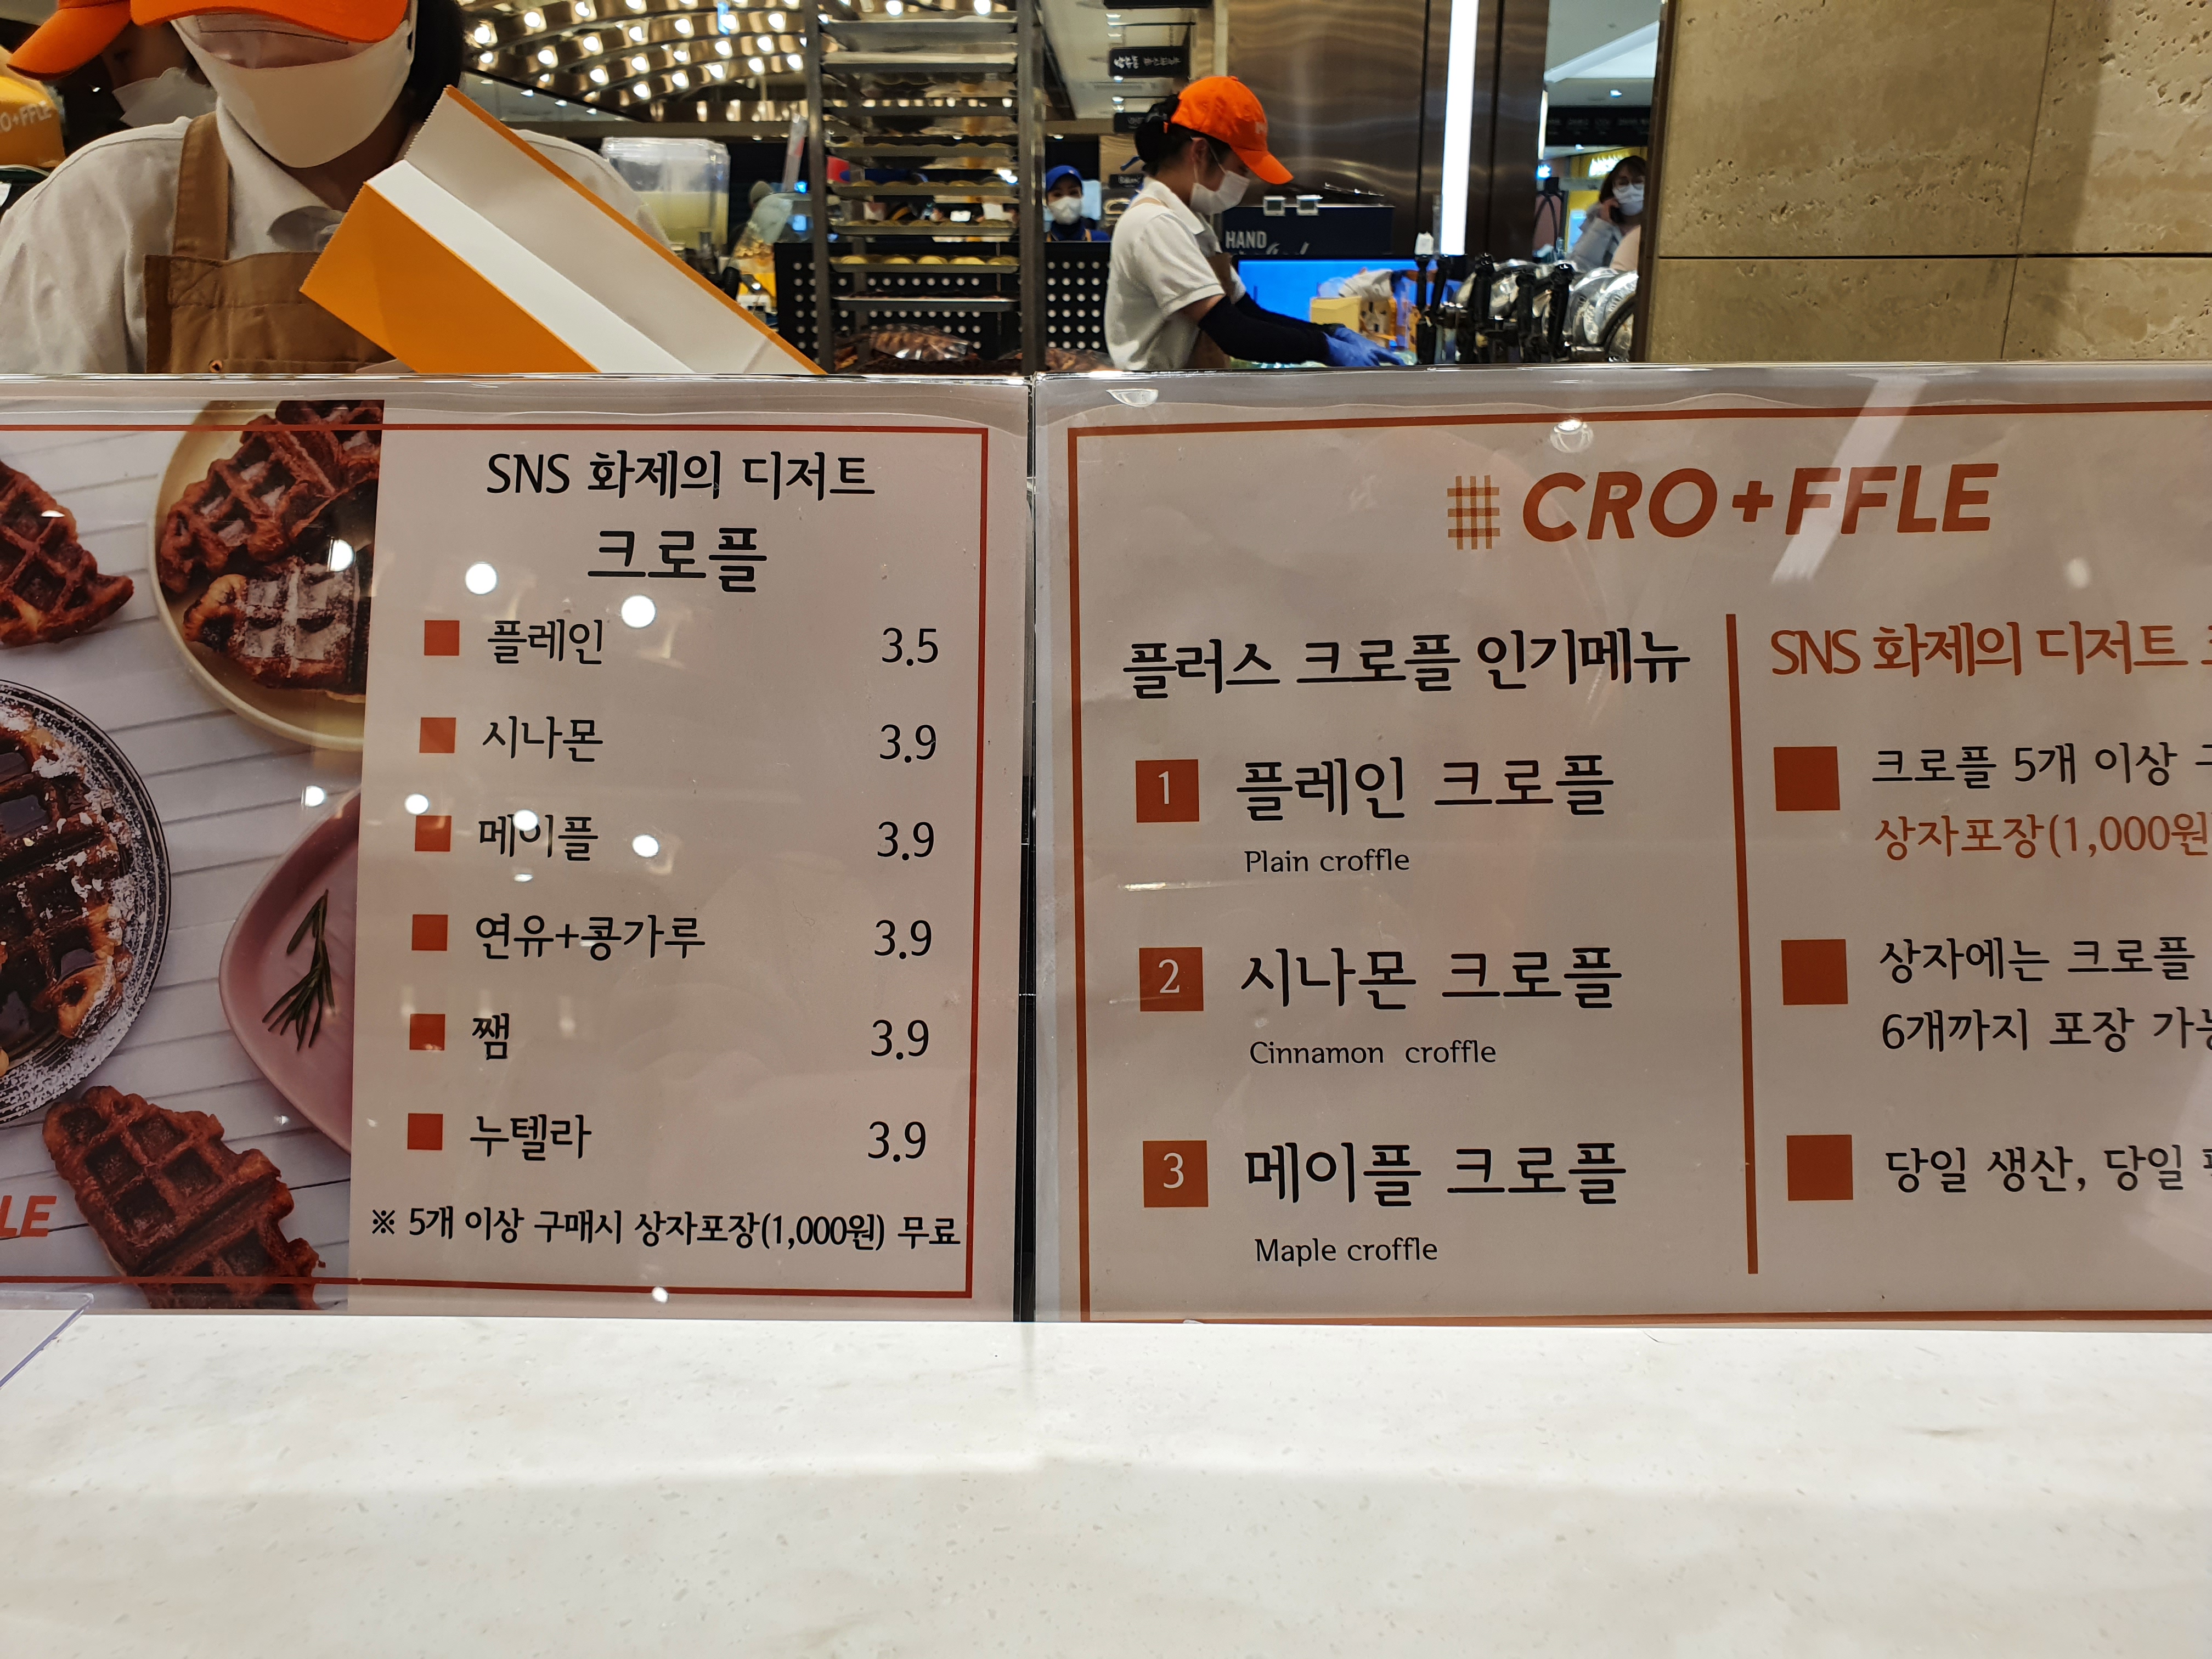 O+FFLE
HAND
SNS 화제의 디저트
크로플
플레인 3.5
시나몬 3.9
메이플 3.9
연유+콩가루 3.9
쨈 3.9
누텔라 3.9
※ 5개 이상 구매시 상자포장(1,000원) 무료
LE
CRO+FFLE
플러스 크로플 인기메뉴
1 플레인 크로플
Plain croffle
2 시나몬 크로플
Cinnamon croffle
3 메이플 크로플
Maple croffle
SNS 화제의 디저트
크로플 5개 이상
상자포장(1,000원
상자에는 크로플
6개까지 포장
당일 생산, 당일